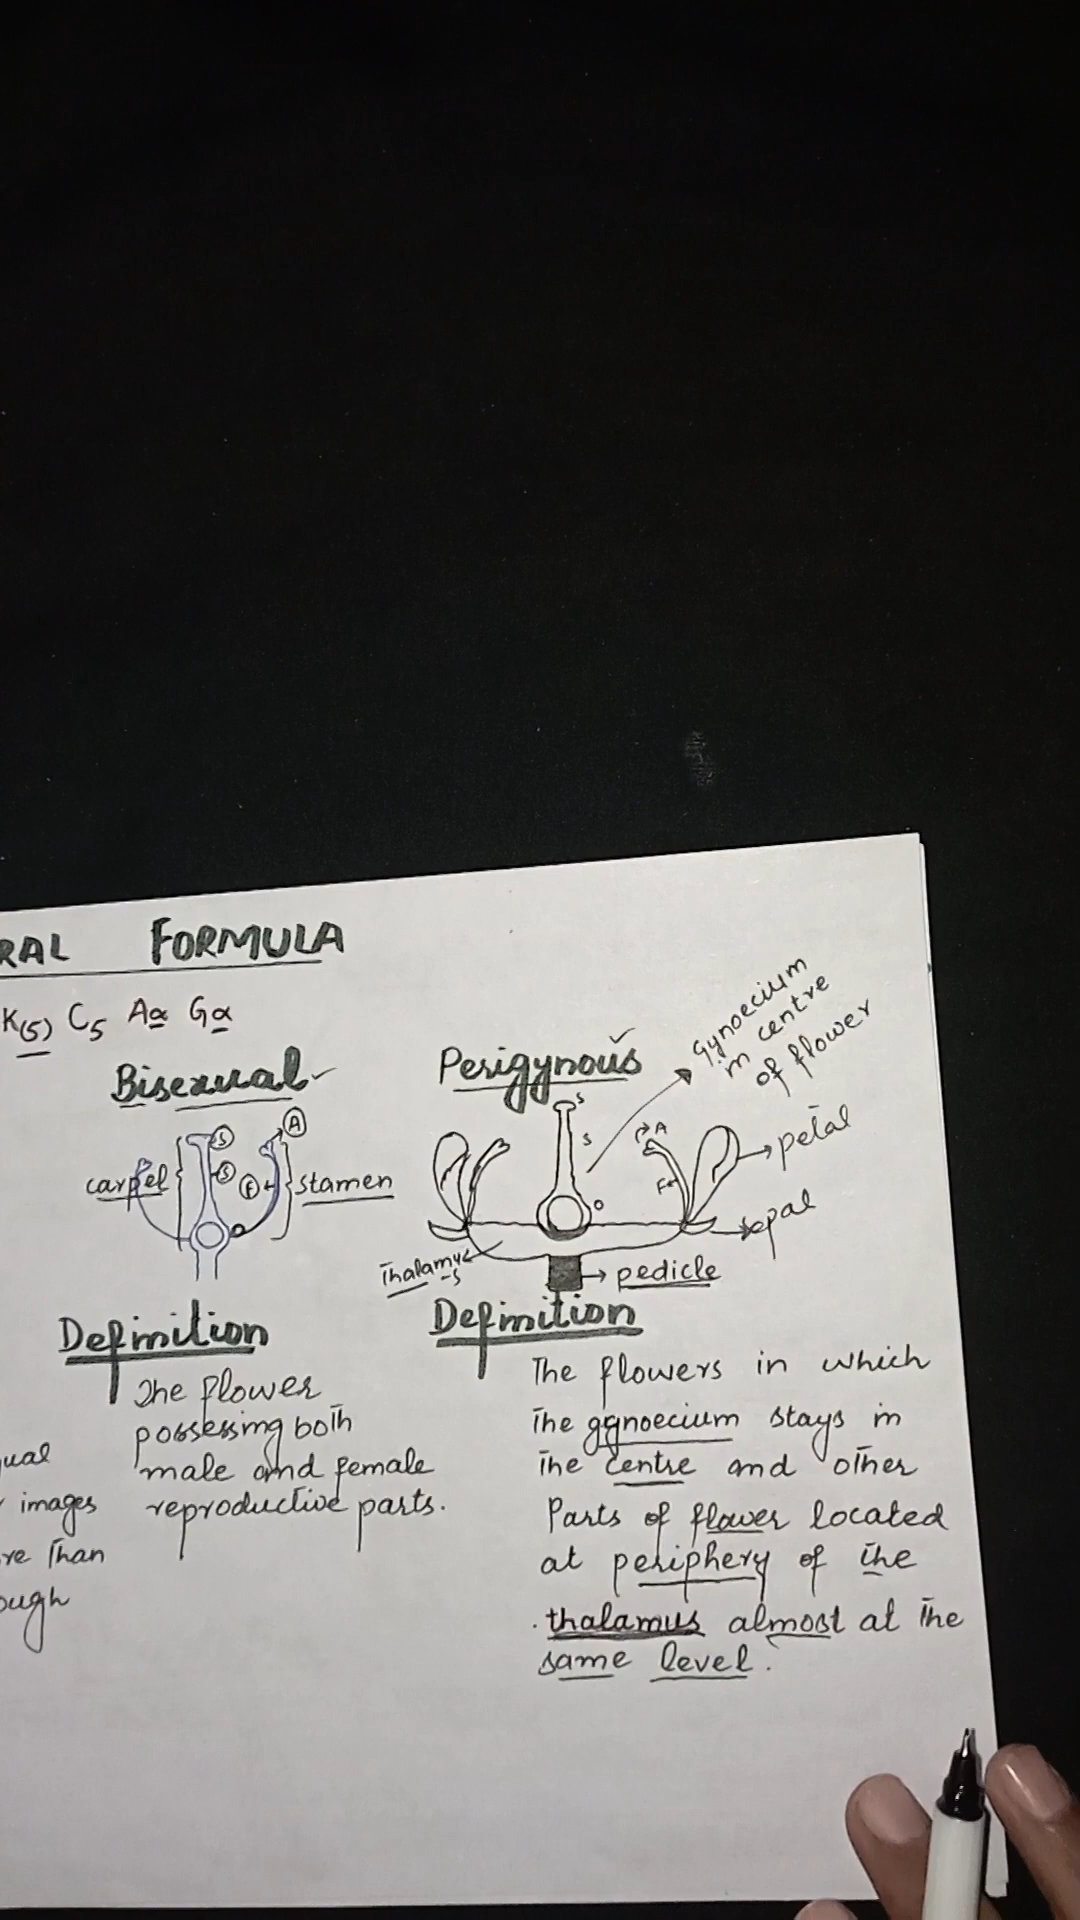 RAL FORMULA
K(5) C5 A∝ G∝
Bisexual
S
A
S
F
carpel
stamen
Perigynous
Gynoecium
in centre
of flower
S
S
A
F
O
petal
sepal
Thalamu
-s
pedicle
Definition
The flower
possessing both
male and female
reproductive parts.
ual
images
re Than
ough
Definition
The flowers in which
The gynoecium stays in
The centre and other
Parts of flower located
at periphery of the
thalamus almost at The
same level.